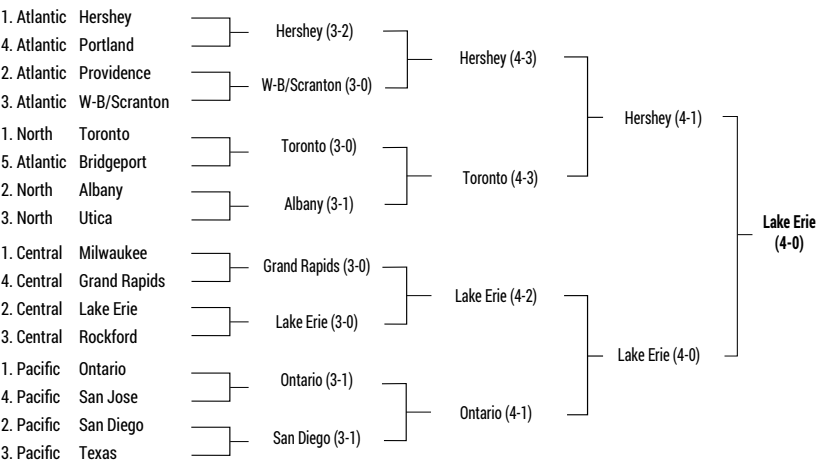 1. Atlantic Hershey
4. Atlantic Portland
2. Atlantic Providence
3. Atlantic W-B/Scranton
1. North Toronto
5. Atlantic Bridgeport
2. North Albany
3. North Utica
1. Central Milwaukee
4. Central Grand Rapids
2. Central Lake Erie
3. Central Rockford
1. Pacific Ontario
4. Pacific San Jose
2. Pacific San Diego
3. Pacific Texas
Hershey (3-2)
W-B/Scranton (3-0)
Toronto (3-0)
Albany (3-1)
Grand Rapids (3-0)
Lake Erie (3-0)
Ontario (3-1)
San Diego (3-1)
Hershey (4-3)
Toronto (4-3)
Lake Erie (4-2)
Ontario (4-1)
Hershey (4-1)
Lake Erie (4-0)
Lake Erie
(4-0)